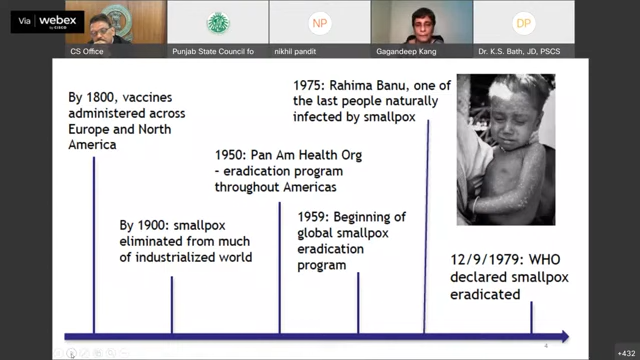 Via webex
BY CISCO
NP
DP
CS Office
Punjab State Council fo
nikhil pandit
Gagandeep Kang
Dr. K.S. Bath, JD, PSCS
By 1800, vaccines
administered across
Europe and North
America
By 1900: smallpox
eliminated from much
of industrialized world
1950: Pan Am Health Org
– eradication program
throughout Americas
1959: Beginning of
global smallpox
eradication
program
1975: Rahima Banu, one of
the last people naturally
infected by smallpox
12/9/1979: WHO
declared smallpox
eradicated
4
+432